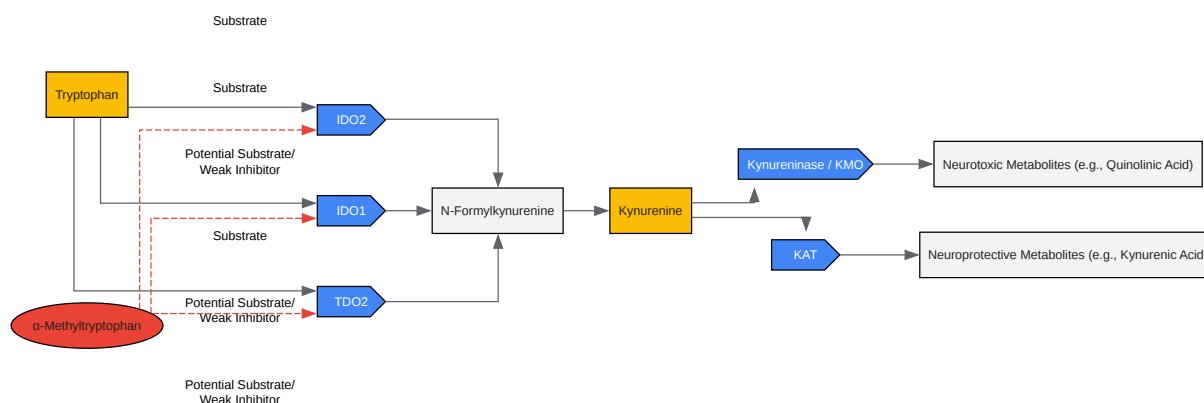 Substrate
Substrate
Tryptophan
IDO2
Potential Substrate/
Weak Inhibitor
Kynureninase / KMO
Neurotoxic Metabolites (e.g., Quinolinic Acid)
IDO1
N-Formylkynurenine
Kynurenine
Substrate
KAT
Neuroprotective Metabolites (e.g., Kynurenic Acid
TDO2
Potential Substrate/
Weak Inhibitor
α-Methyltryptophan
Potential Substrate/
Weak Inhibitor